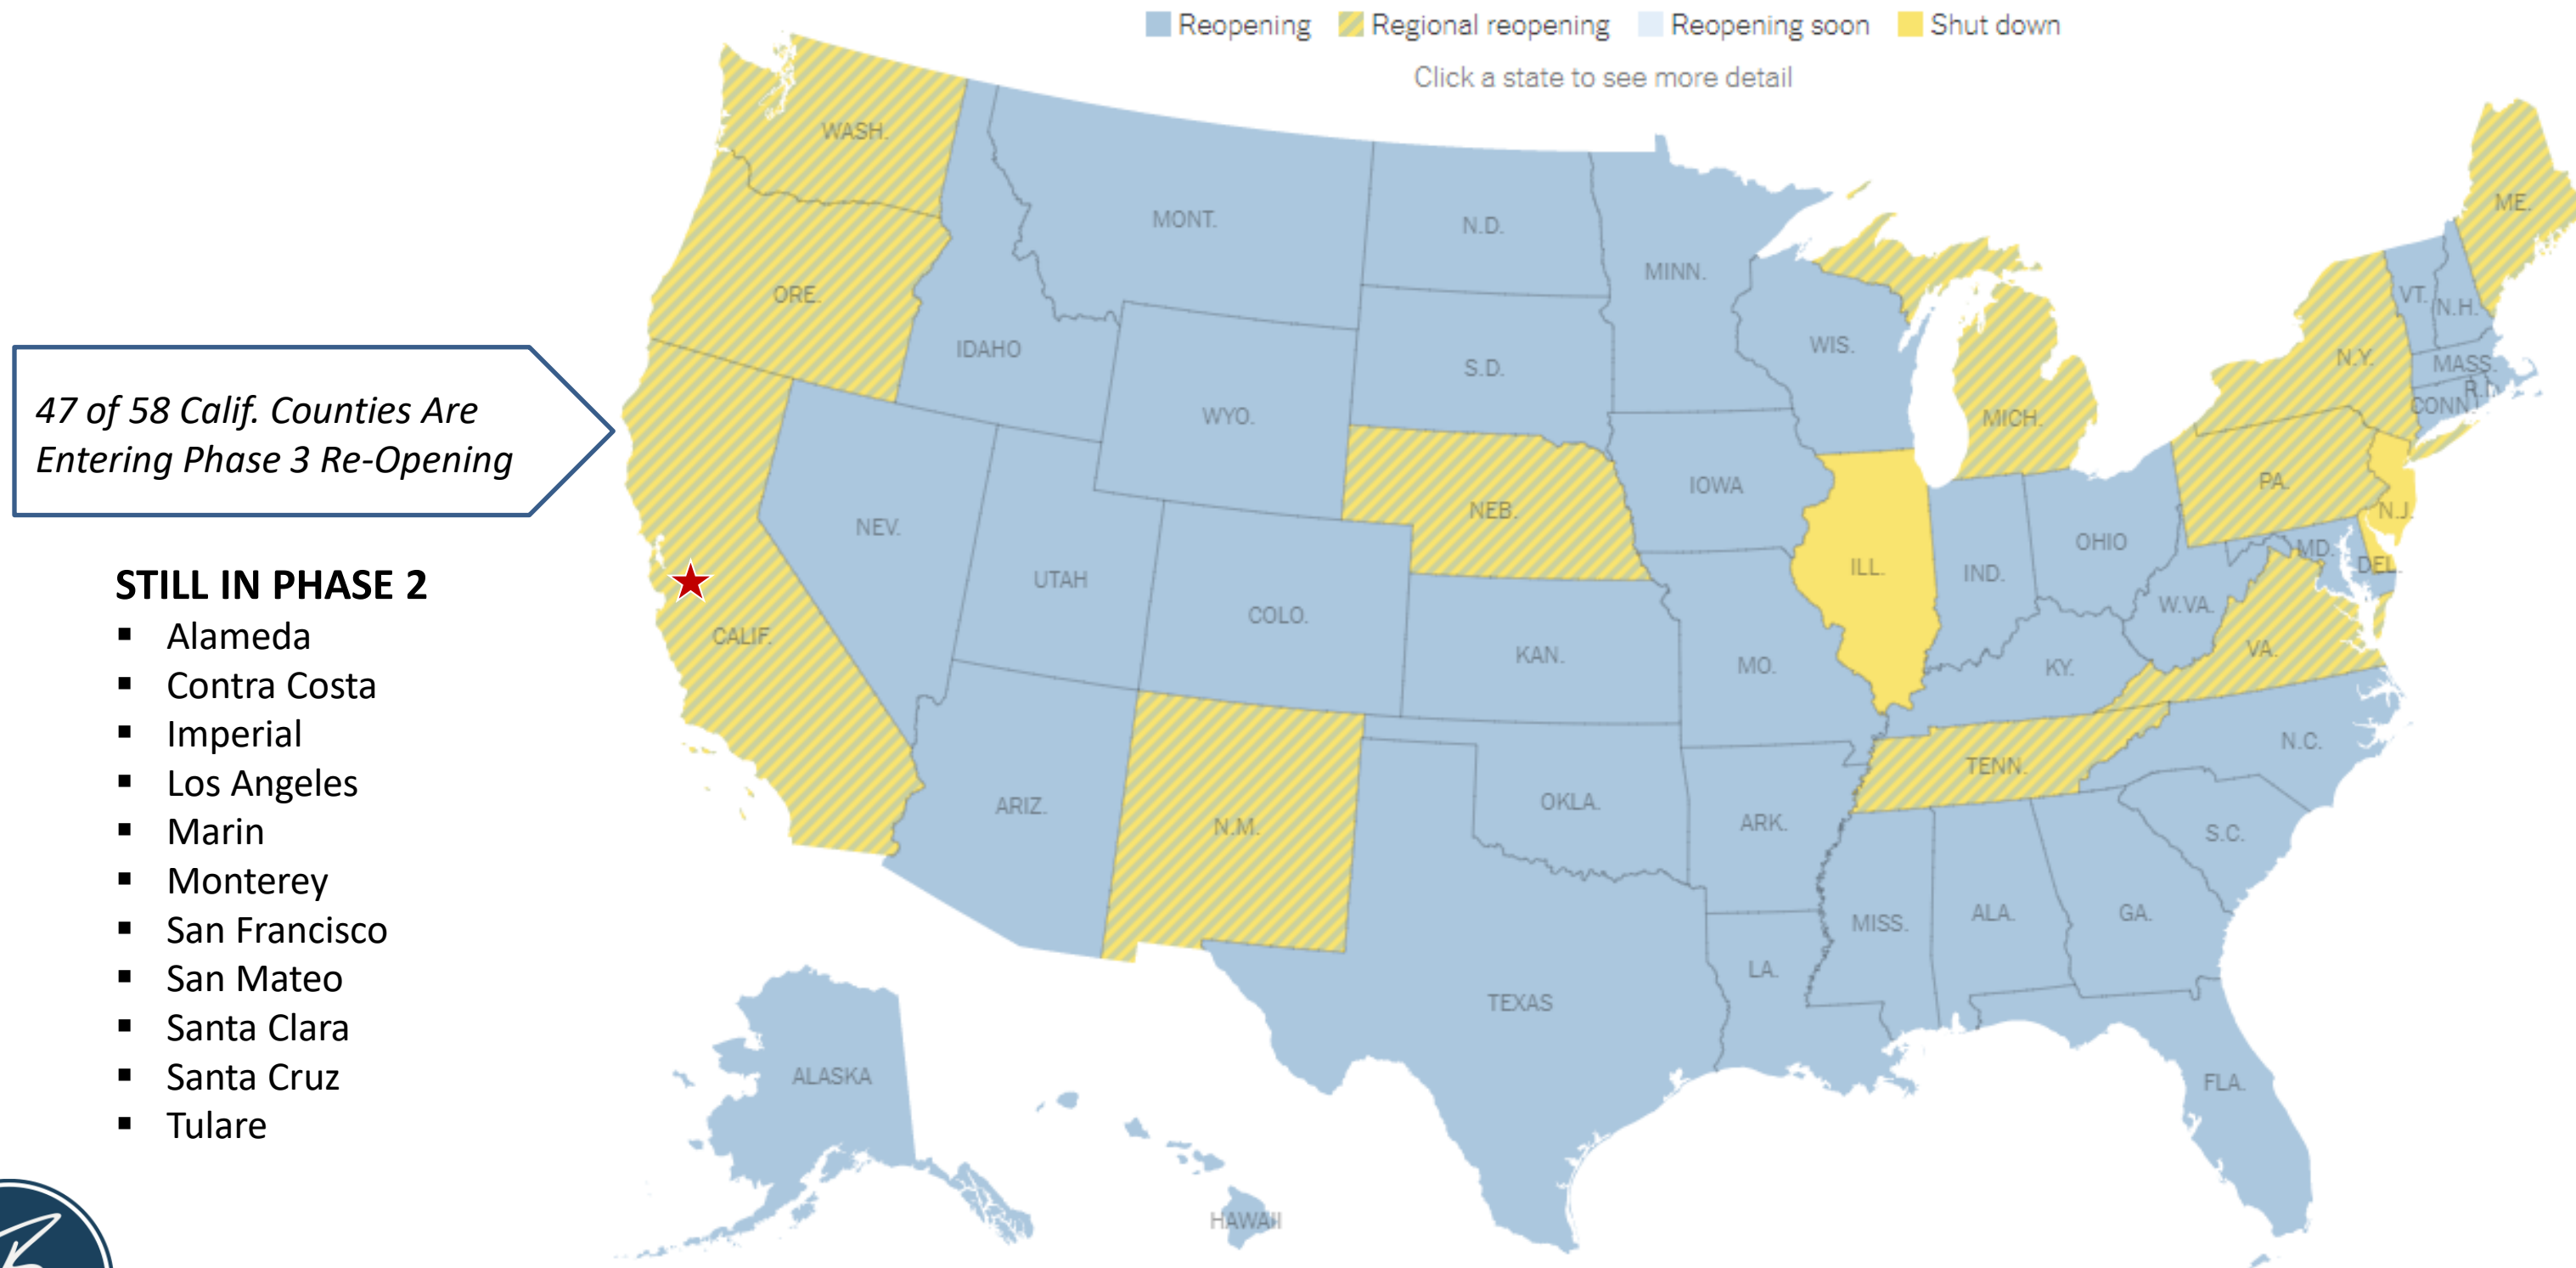 Reopening Regional reopening Reopening soon Shut down
Click a state to see more detail
47 of 58 Calif. Counties Are
Entering Phase 3 Re-Opening
STILL IN PHASE 2
▪ Alameda
▪ Contra Costa
▪ Imperial
▪ Los Angeles
▪ Marin
▪ Monterey
▪ San Francisco
▪ San Mateo
▪ Santa Clara
▪ Santa Cruz
▪ Tulare
WASH.
ORE.
CALIF.
IDAHO
NEV.
MONT.
WYO.
UTAH
ARIZ.
COLO.
N.M.
N.D.
S.D.
NEB.
KAN.
OKLA.
TEXAS
MINN.
IOWA
MO.
ARK.
LA.
WIS.
ILL.
MICH.
IND.
OHIO
KY.
TENN.
MISS.
ALA.
GA.
FLA.
S.C.
N.C.
VA.
W.VA.
MD.
DEL.
PA.
N.J.
N.Y.
CONN.
R.I.
MASS.
VT.
N.H.
ME.
ALASKA
HAWAII